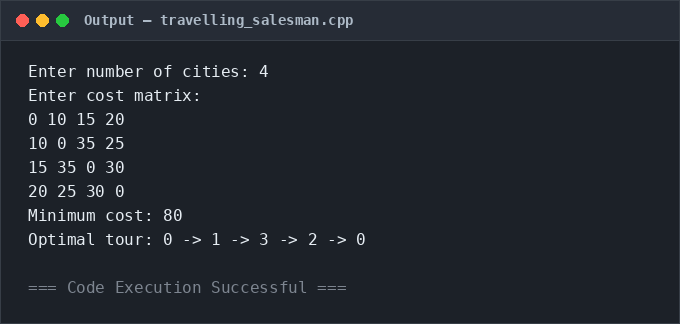 Output — travelling_salesman.cpp
Enter number of cities: 4
Enter cost matrix:
0 10 15 20
10 0 35 25
15 35 0 30
20 25 30 0
Minimum cost: 80
Optimal tour: 0 -> 1 -> 3 -> 2 -> 0
=== Code Execution Successful ===